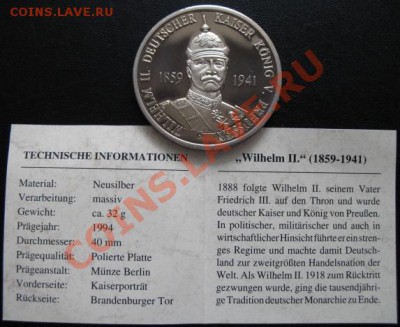 COINS.LAVE.RU
WILHELM II. DEUTSCHER KAISER KÖNIG V. PREUSSEN
1859 1941
TECHNISCHE INFORMATIONEN
Material: Neusilber
Verarbeitung: massiv
Gewicht: ca. 32 g
Prägejahr: 1994
Durchmesser: 40 mm
Prägequalität: Polierte Platte
Prägeanstalt: Münze Berlin
Vorderseite: Kaiserporträt
Rückseite: Brandenburger Tor
„Wilhelm II.“ (1859-1941)
1888 folgte Wilhelm II. seinem Vater
Friedrich III. auf den Thron und wurde
deutscher Kaiser und König von Preußen.
In politischer, militärischer und auch in
wirtschaftlicher Hinsicht führte er ein stren-
ges Regime und machte damit Deutsch-
land zur zweitgrößten Handelsnation der
Welt. Als Wilhelm II. 1918 zum Rücktritt
gezwungen wurde, ging die tausendjähri-
ge Tradition deutscher Monarchie zu Ende.
COINS.LAVE.RU